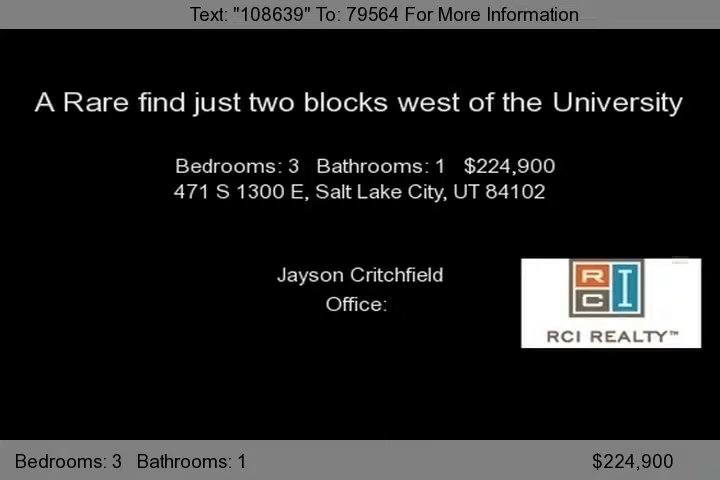 Text: "108639" To: 79564 For More Information
A Rare find just two blocks west of the University
Bedrooms: 3 Bathrooms: 1 $224,900
471 S 1300 E, Salt Lake City, UT 84102
Jayson Critchfield
Office:
RCI
RCI REALTY™
Bedrooms: 3 Bathrooms: 1 $224,900